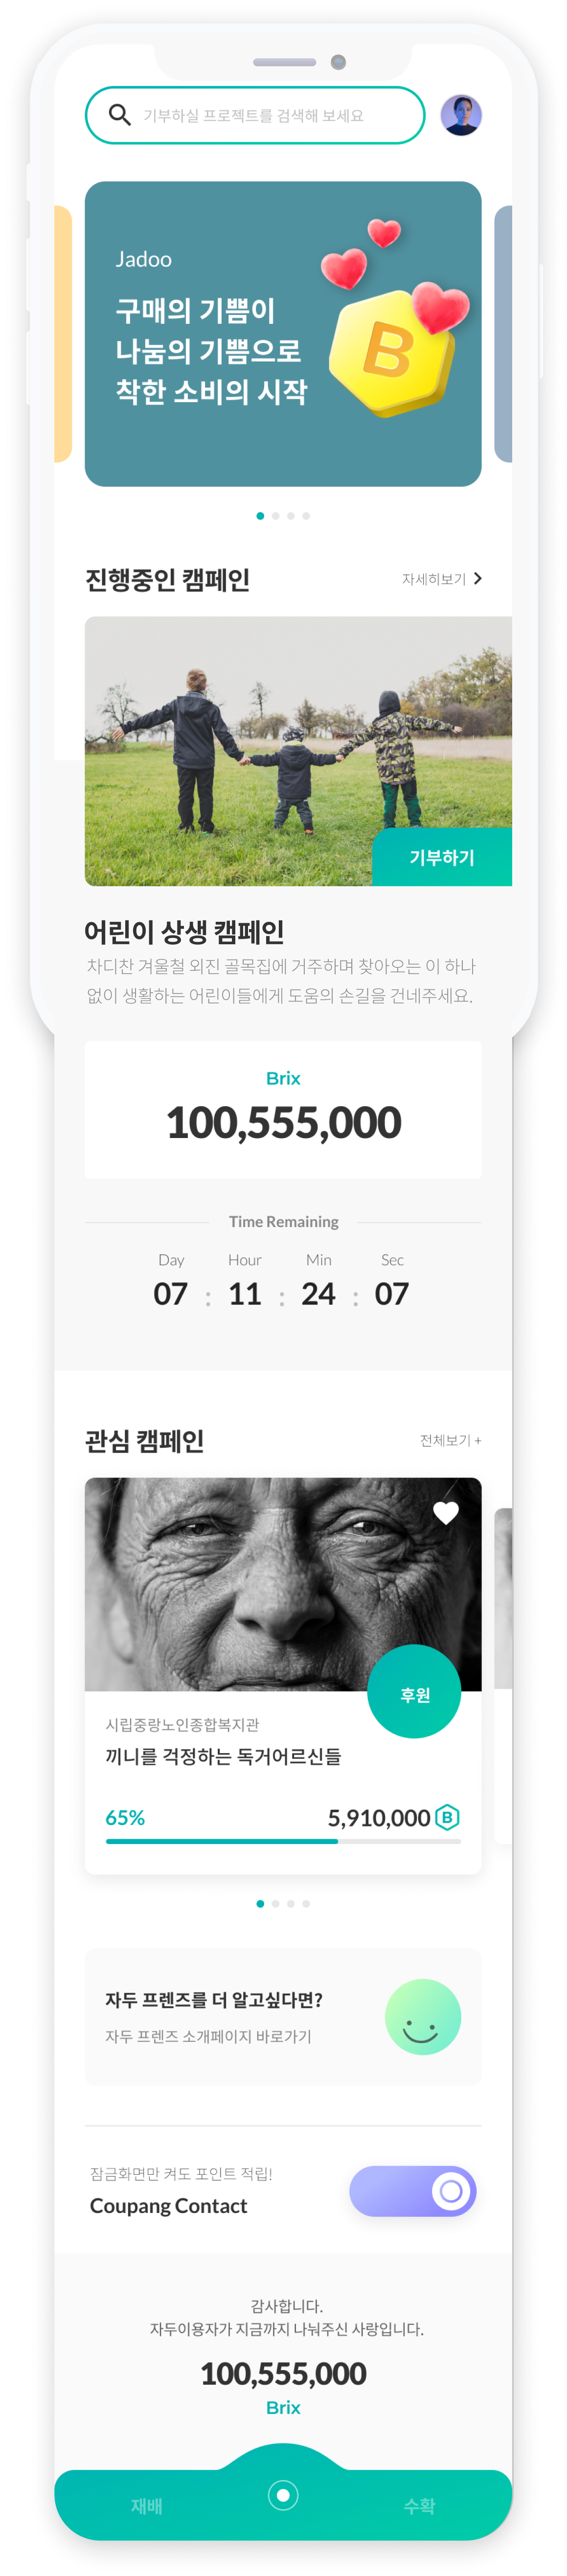 기부하실 프로젝트를 검색해 보세요
Jadoo
구매의 기쁨이
나눔의 기쁨으로
착한 소비의 시작
B
진행중인 캠페인
자세히보기
기부하기
어린이 상생 캠페인
차디찬 겨울철 외진 골목집에 거주하며 찾아오는 이 하나
없이 생활하는 어린이들에게 도움의 손길을 건네주세요.
Brix
100,555,000
Time Remaining
Day Hour Min Sec
07 : 11 : 24 : 07
관심 캠페인
전체보기 +
후원
시립중랑노인종합복지관
끼니를 걱정하는 독거어르신들
65%
5,910,000 B
자두 프렌즈를 더 알고싶다면?
자두 프렌즈 소개페이지 바로가기
잠금화면만 켜도 포인트 적립!
Coupang Contact
감사합니다.
자두이용자가 지금까지 나눠주신 사랑입니다.
100,555,000
Brix
재배
수확